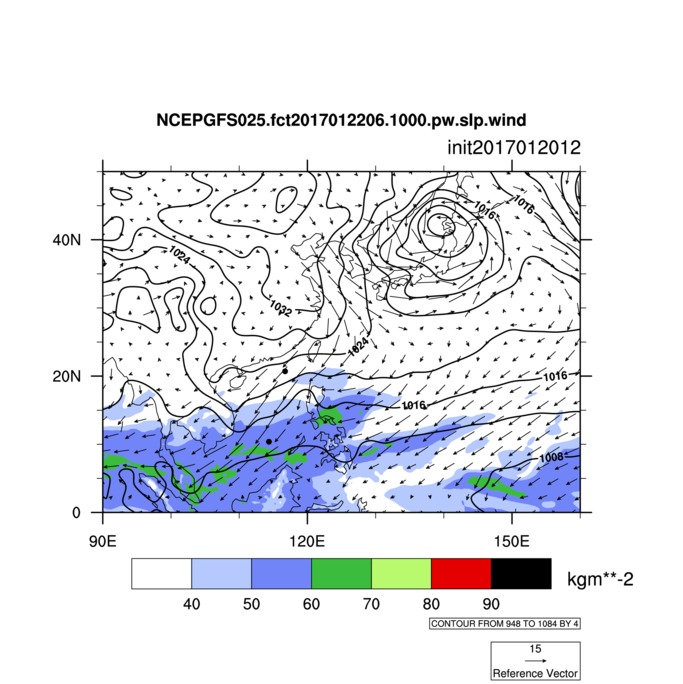 NCEPGFS025.fct2017012206.1000.pw.slp.wind
init2017012012
1016
1016
40N
1024
1032
1024
20N
1016
1016
1008
0
90E 120E 150E
kgm**-2
40 50 60 70 80 90
CONTOUR FROM 948 TO 1084 BY 4
15
Reference Vector